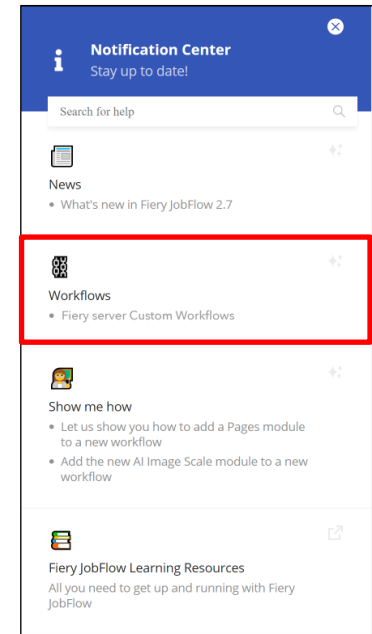 Notification Center
Stay up to date!
Search for help
News
• What's new in Fiery JobFlow 2.7
Workflows
• Fiery server Custom Workflows
Show me how
• Let us show you how to add a Pages module
to a new workflow
• Add the new AI Image Scale module to a new
workflow
Fiery JobFlow Learning Resources
All you need to get up and running with Fiery
JobFlow